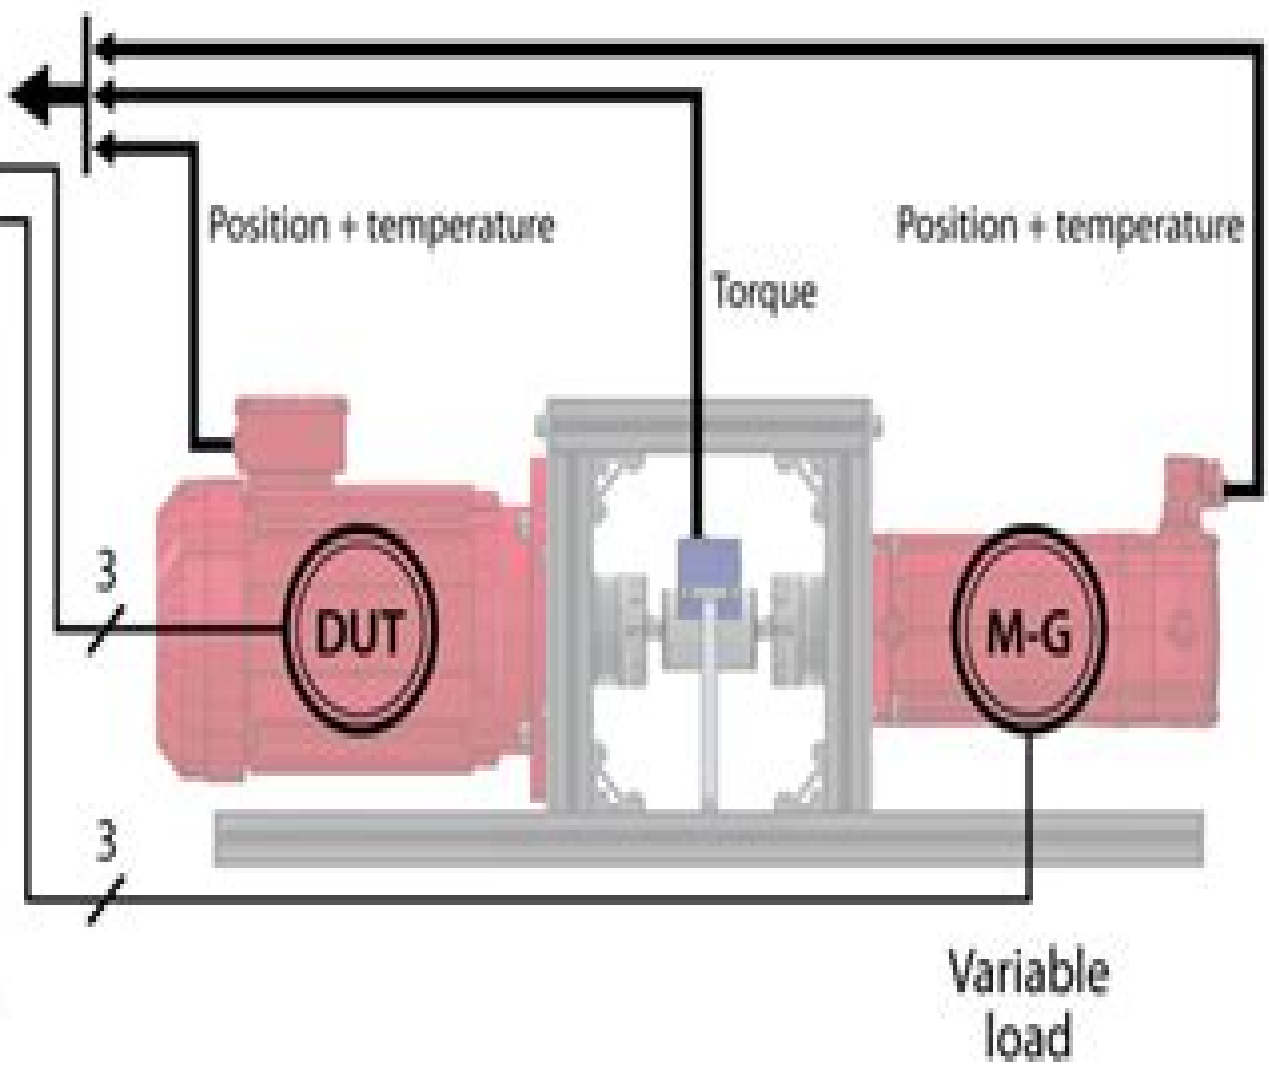 Position + temperature
Position + temperature
Torque
3
DUT
M-G
3
Variable
load